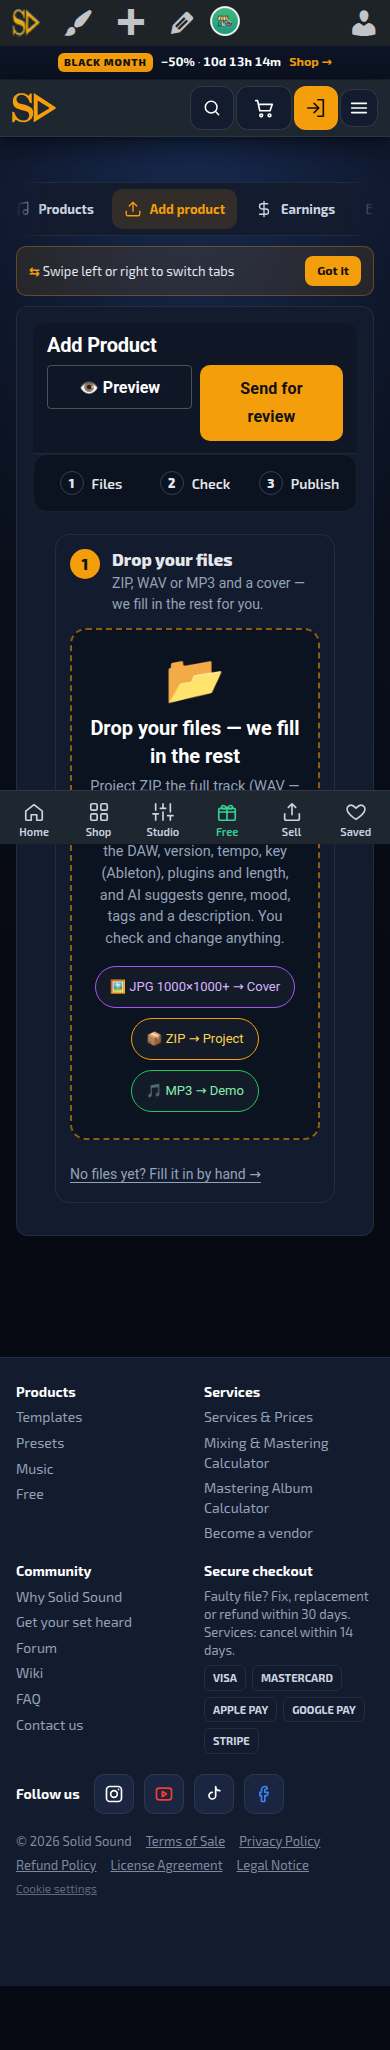 BLACK MONTH −50% · 10d 13h 14m Shop →
Products Add product $ Earnings
⇆ Swipe left or right to switch tabs Got it
Add Product
👁️ Preview
Send for
review
1 Files 2 Check 3 Publish
1 Drop your files
ZIP, WAV or MP3 and a cover —
we fill in the rest for you.
Drop your files — we fill
in the rest
Project ZIP, the full track (WAV —
Home Shop Studio Free Sell Saved
the DAW, version, tempo, key
(Ableton), plugins and length,
and AI suggests genre, mood,
tags and a description. You
check and change anything.
🖼️ JPG 1000×1000+ → Cover
📦 ZIP → Project
🎵 MP3 → Demo
No files yet? Fill it in by hand →
Products
Templates
Presets
Music
Free
Services
Services & Prices
Mixing & Mastering
Calculator
Mastering Album
Calculator
Become a vendor
Community
Why Solid Sound
Get your set heard
Forum
Wiki
FAQ
Contact us
Secure checkout
Faulty file? Fix, replacement
or refund within 30 days.
Services: cancel within 14
days.
VISA MASTERCARD
APPLE PAY GOOGLE PAY
STRIPE
Follow us
© 2026 Solid Sound Terms of Sale Privacy Policy
Refund Policy License Agreement Legal Notice
Cookie settings